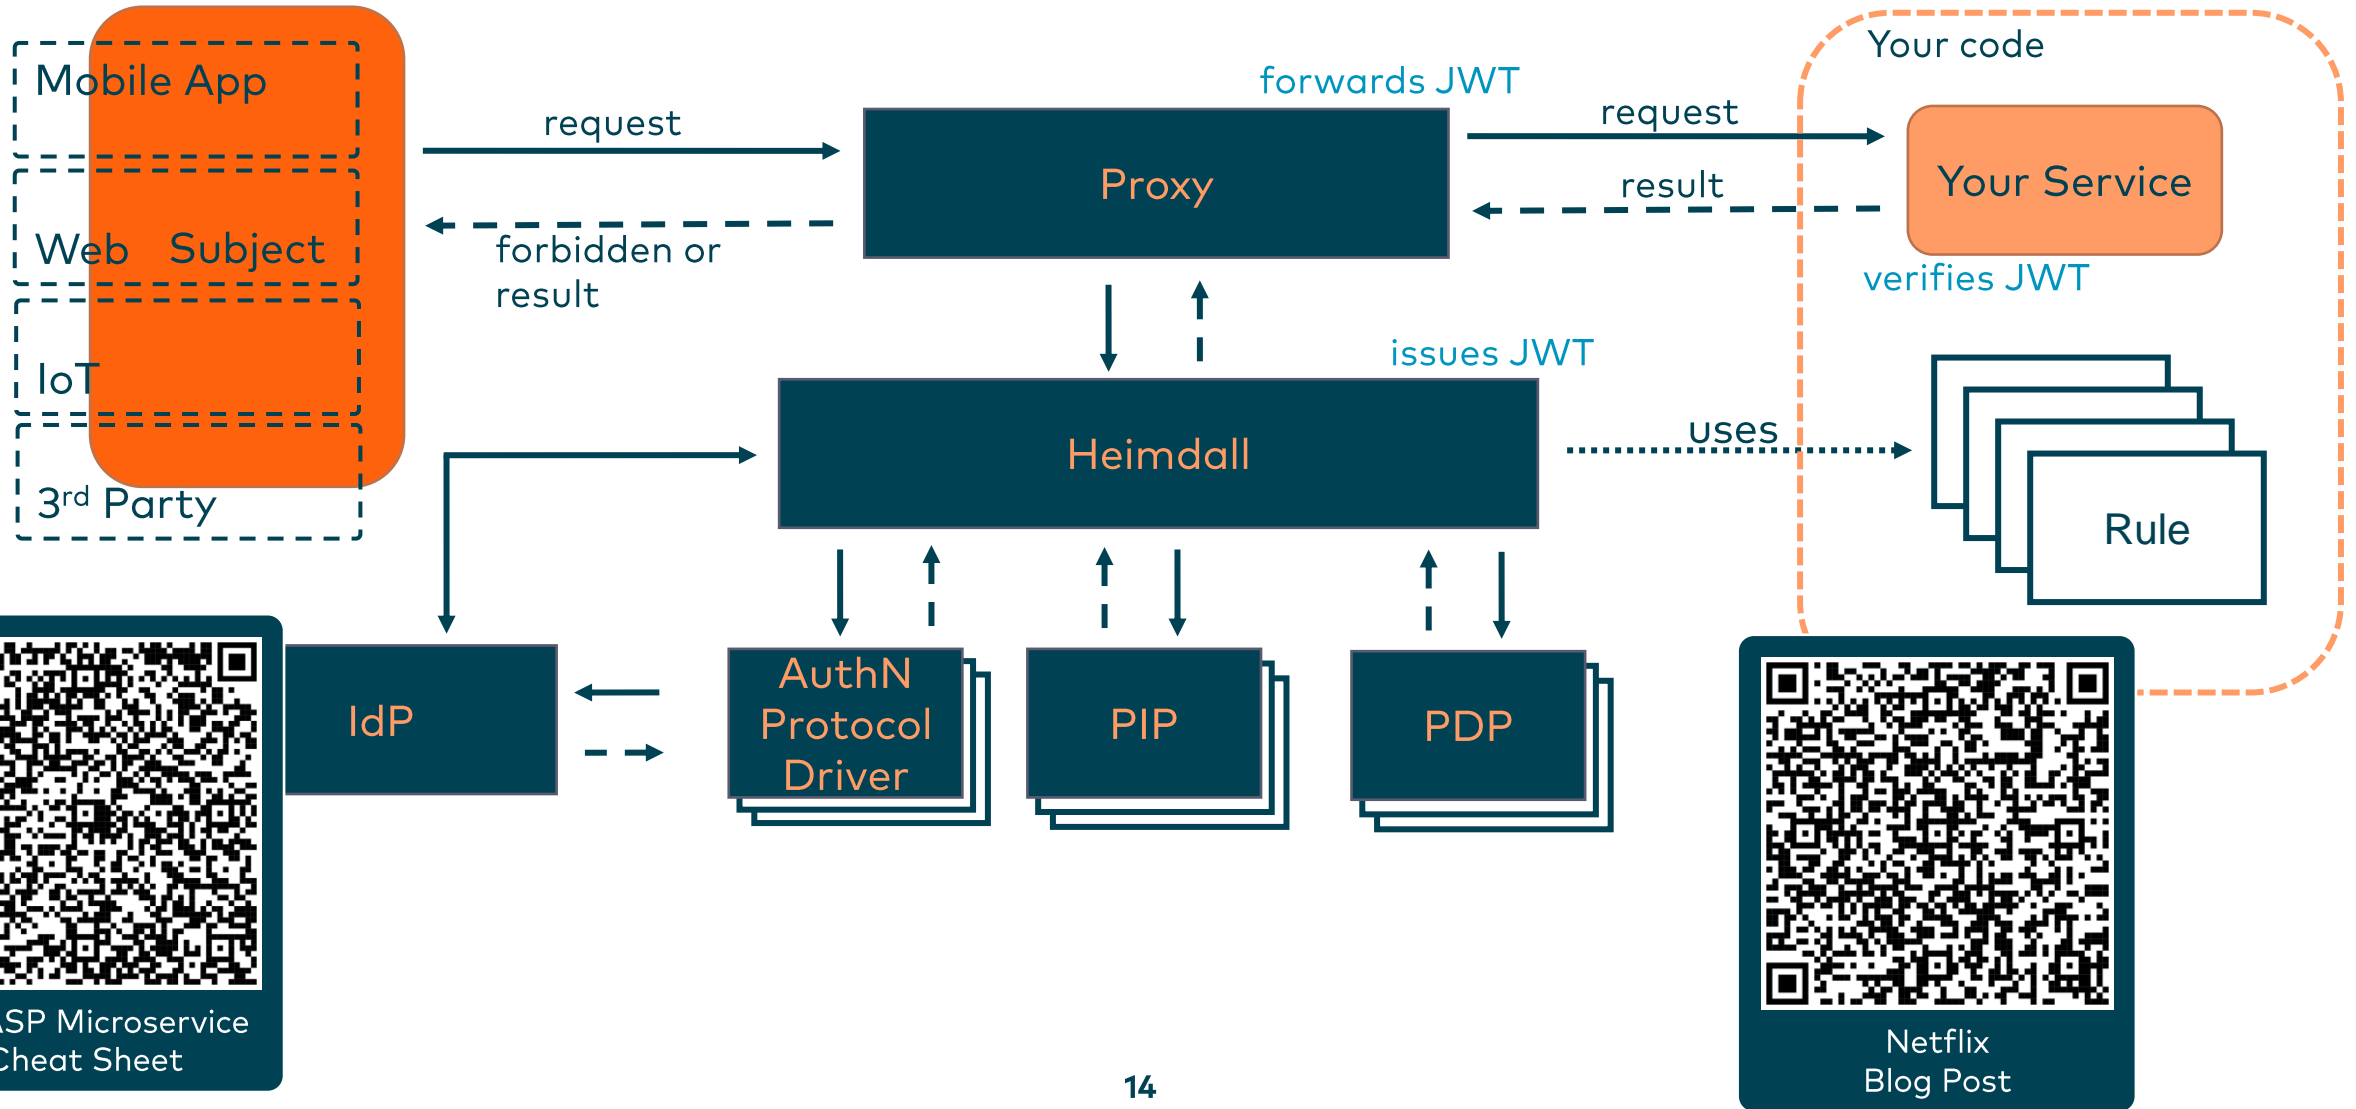 Your code
Mobile App
forwards JWT
request
request
Proxy
Your Service
result
Web
Subject
forbidden or
result
verifies JWT
issues JWT
IoT
Heimdall
uses
3rd Party
Rule
IdP
AuthN
Protocol
Driver
PIP
PDP
ASP Microservice
Cheat Sheet
Netflix
Blog Post
14